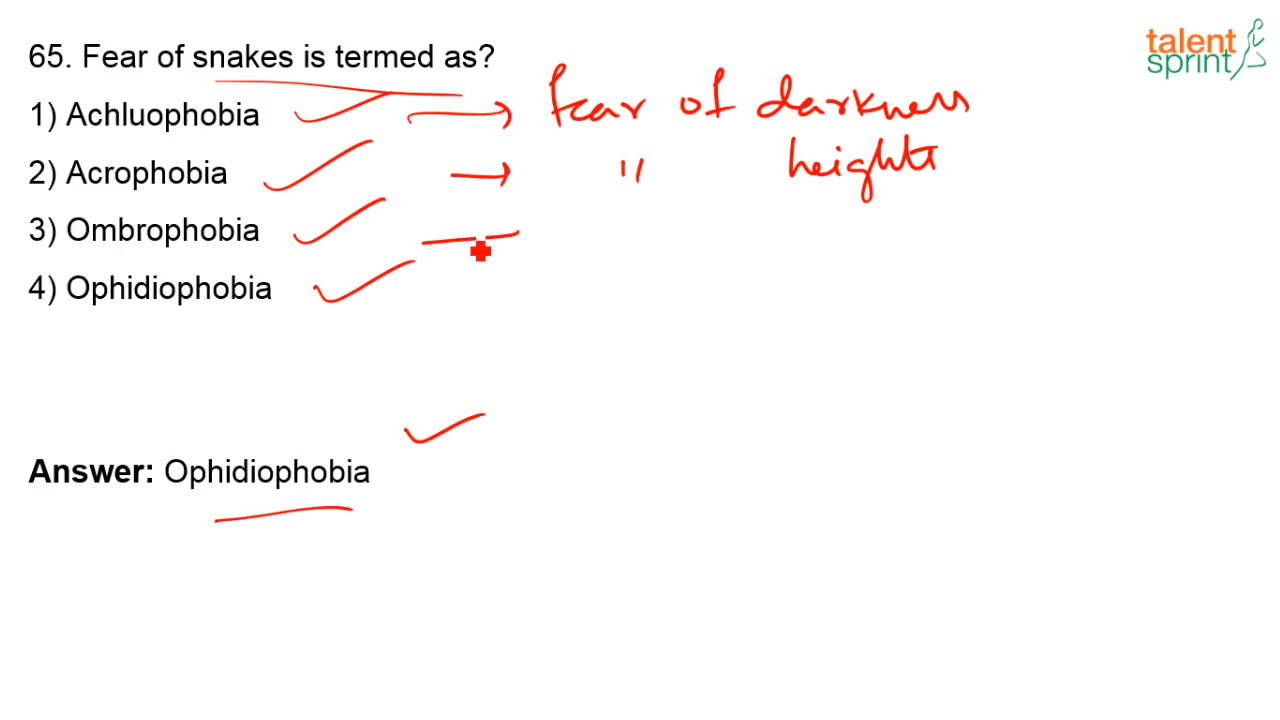 65. Fear of snakes is termed as?
talent
sprint
1) Achluophobia → fear of darkness
2) Acrophobia → " heights
3) Ombrophobia
4) Ophidiophobia
Answer: Ophidiophobia